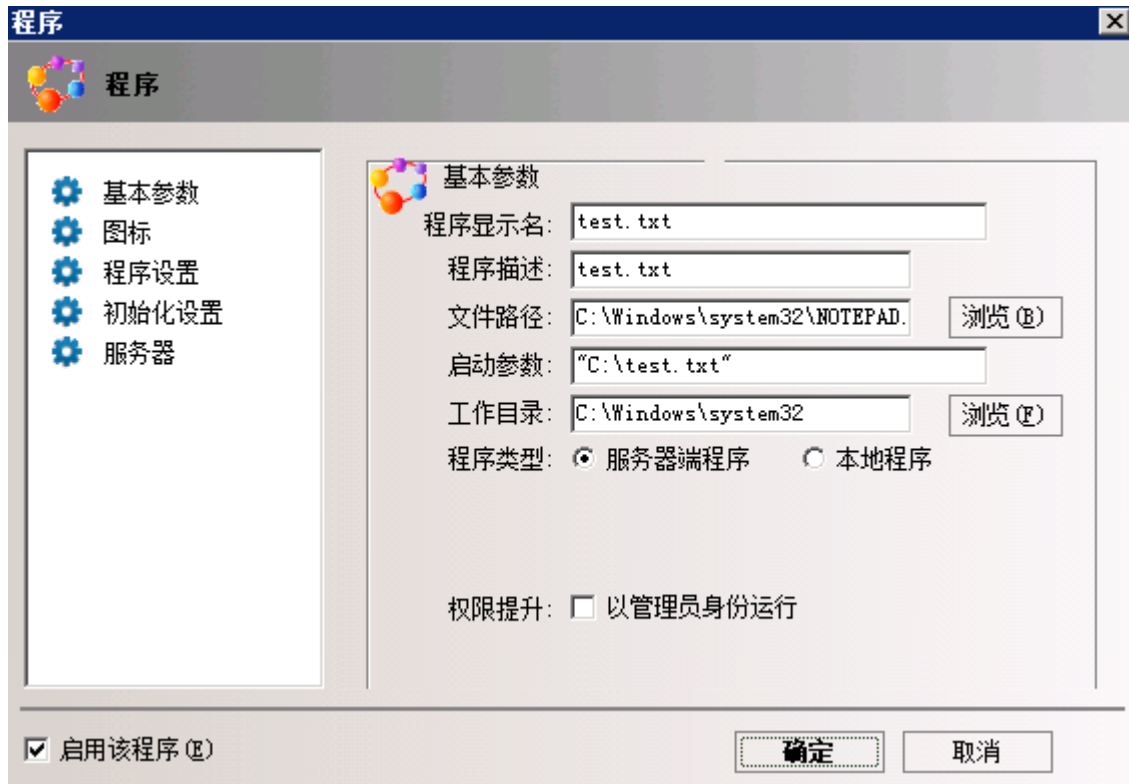 程序
程序
基本参数
图标
程序设置
初始化设置
服务器
基本参数
程序显示名: test.txt
程序描述: test.txt
文件路径: C:\Windows\system32\NOTEPAD. 浏览(B)
启动参数: "C:\test.txt"
工作目录: C:\Windows\system32 浏览(F)
程序类型: 服务器端程序 本地程序
权限提升: 以管理员身份运行
启用该程序(E) 确定 取消